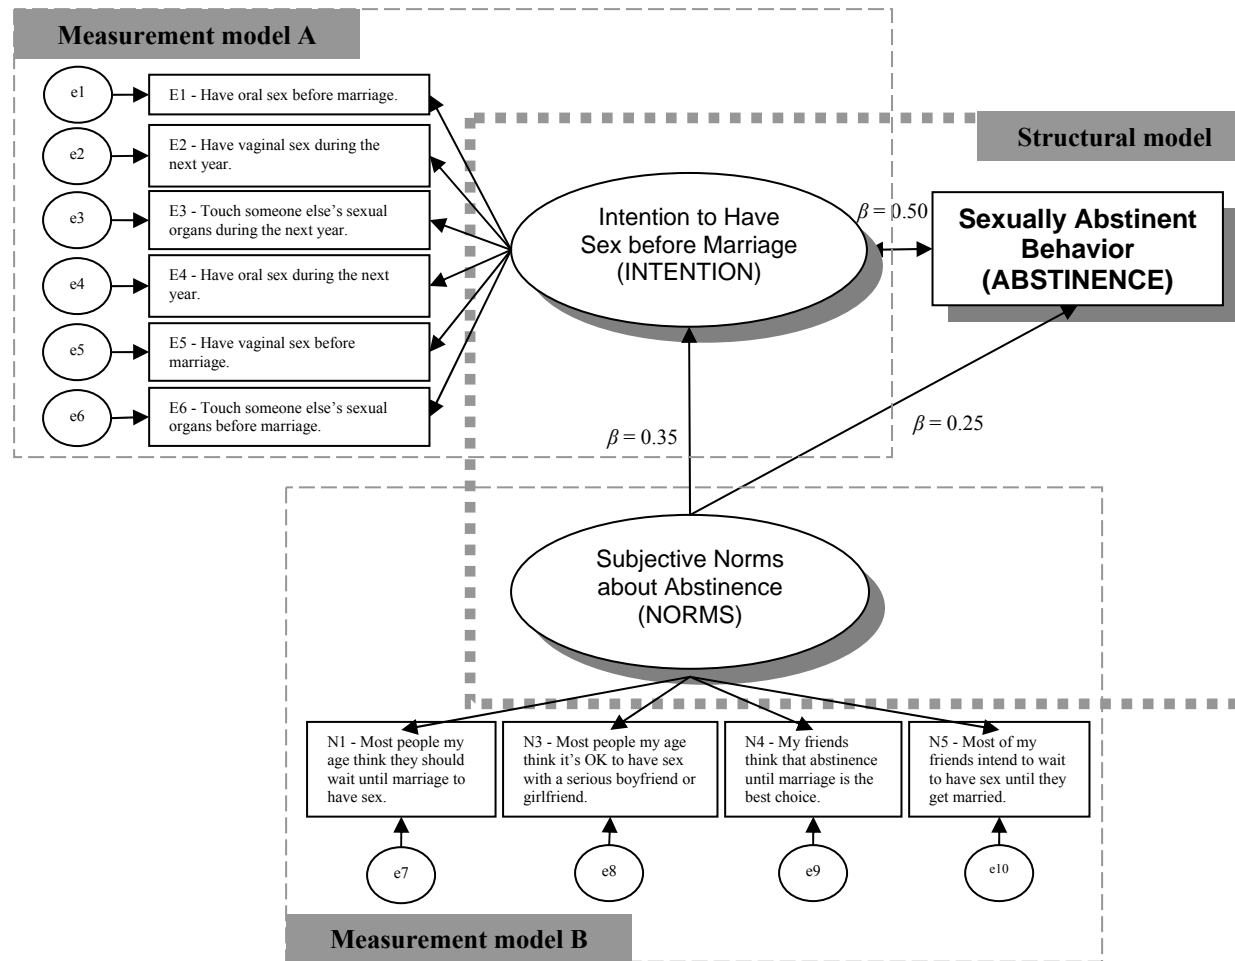 Measurement model A
e1
E1 - Have oral sex before marriage.
e2
E2 - Have vaginal sex during the
next year.
e3
E3 - Touch someone else's sexual
organs during the next year.
e4
E4 - Have oral sex during the next
year.
e5
E5 - Have vaginal sex before
marriage.
e6
E6 - Touch someone else's sexual
organs before marriage.
Structural model
Intention to Have
Sex before Marriage
(INTENTION)
β = 0.50
Sexually Abstinent
Behavior
(ABSTINENCE)
β = 0.35
β = 0.25
Subjective Norms
about Abstinence
(NORMS)
N1 - Most people my
age think they should
wait until marriage to
have sex.
N3 - Most people my age
think it's OK to have sex
with a serious boyfriend or
girlfriend.
N4 - My friends
think that abstinence
until marriage is the
best choice.
N5 - Most of my
friends intend to wait
to have sex until they
get married.
e7
e8
e9
e10
Measurement model B